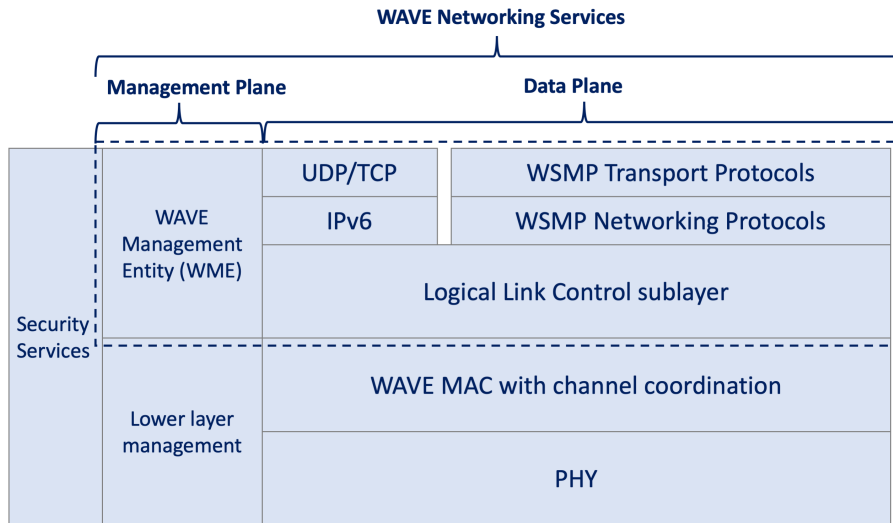 WAVE Networking Services
Management Plane
Data Plane
UDP/TCP
WSMP Transport Protocols
WAVE
Management
Entity (WME)
IPv6
WSMP Networking Protocols
Logical Link Control sublayer
Security
Services
WAVE MAC with channel coordination
Lower layer
management
PHY